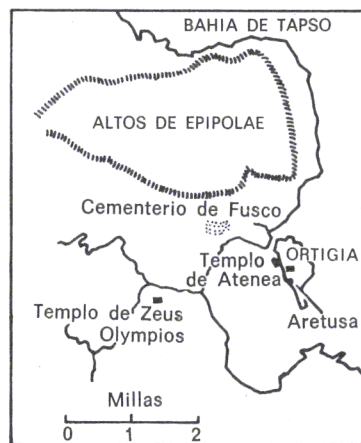 BAHIA DE TAPSO
ALTOS DE EPIPOLAE
Cementerio de Fusco
ORTIGIA
Templo
de Atenea
Aretusa
Templo de Zeus
Olympios
Millas
0 1 2